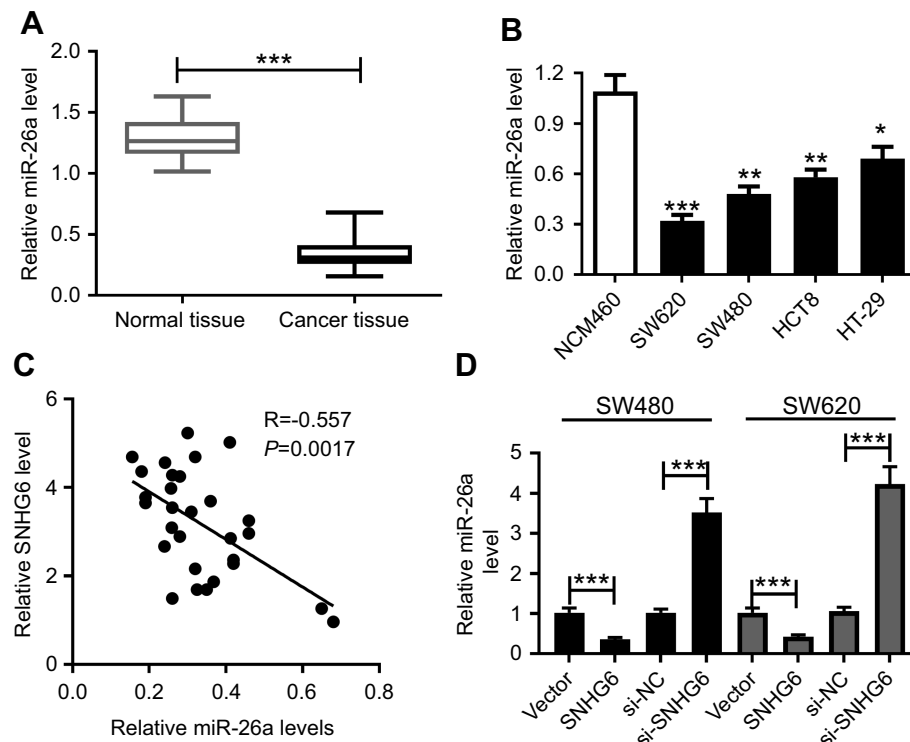 A
Relative miR-26a level
2.0
1.5
1.0
0.5
0.0
***
Normal tissue
Cancer tissue
B
Relative miR-26a level
1.2
0.9
0.6
0.3
0.0
***
**
**
*
NCM460
SW620
SW480
HCT8
HT-29
C
Relative SNHG6 level
6
4
2
0
R=-0.557
P=0.0017
0.0
0.2
0.4
0.6
0.8
Relative miR-26a levels
D
SW480
SW620
Relative miR-26a
level
5
4
3
2
1
0
***
***
***
***
Vector
SNHG6
si-NC
si-SNHG6
Vector
SNHG6
si-NC
si-SNHG6